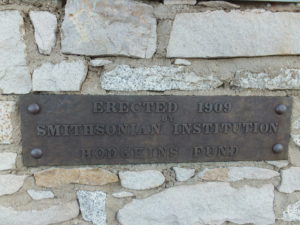 ERECTED 1909
BY
SMITHSONIAN INSTITUTION
HODGKINS FUND